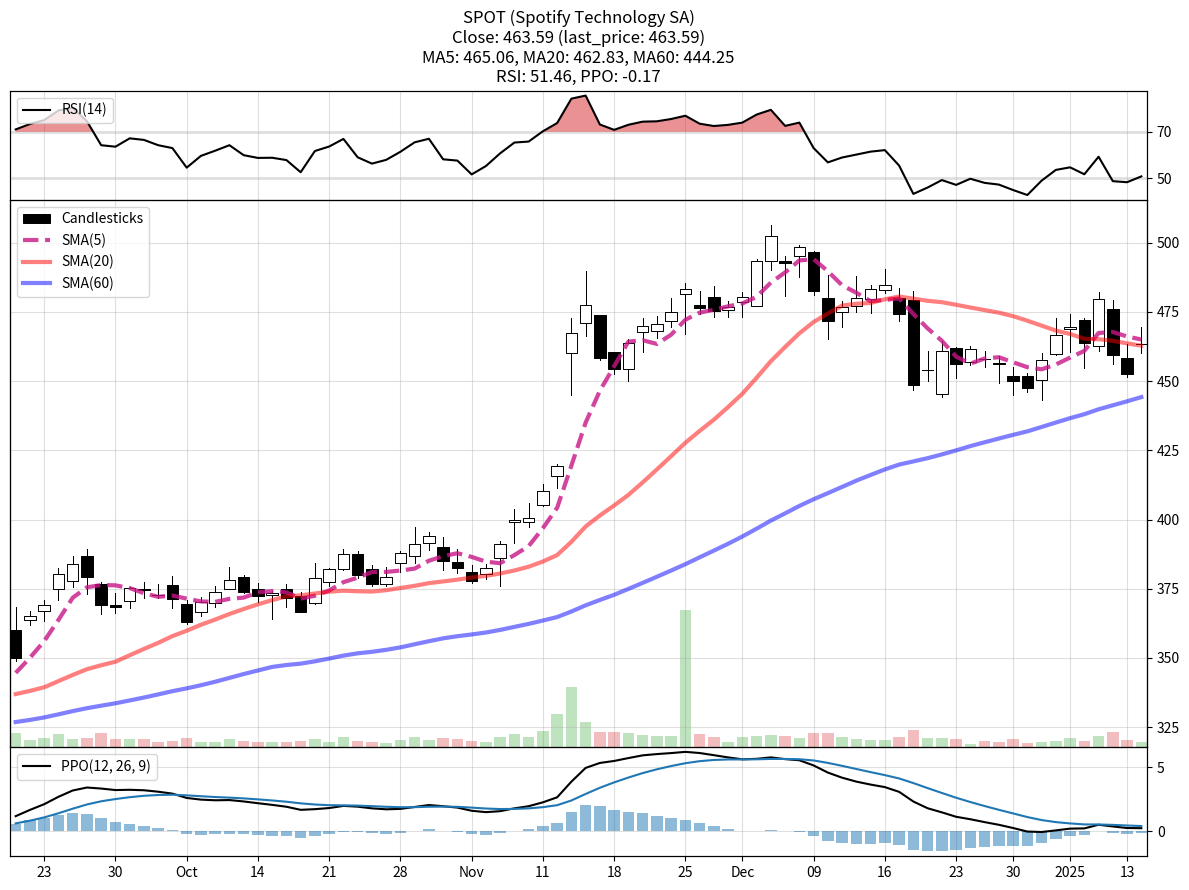 SPOT (Spotify Technology SA)
Close: 463.59 (last_price: 463.59)
MA5: 465.06, MA20: 462.83, MA60: 444.25
RSI: 51.46, PPO: -0.17
RSI(14)
70
50
Candlesticks
SMA(5)
SMA(20)
SMA(60)
500
475
450
425
400
375
350
325
PPO(12, 26, 9)
5
0
23 30 Oct 14 21 28 Nov 11 18 25 Dec 09 16 23 30 2025 13